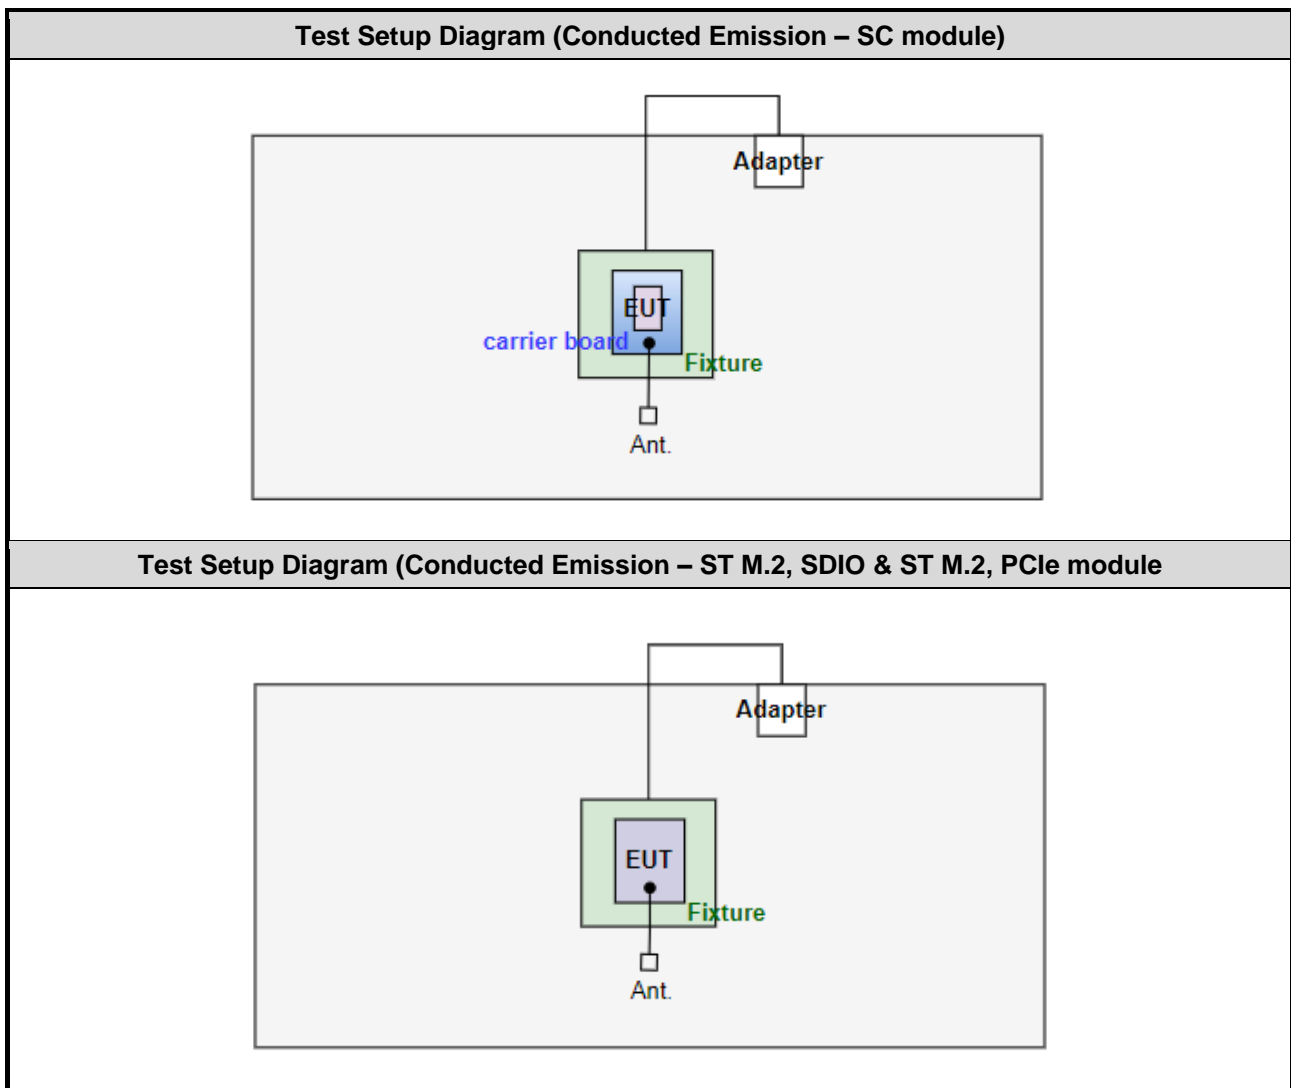 Test Setup Diagram (Conducted Emission – SC module)
Adapter
EUT
carrier board
Fixture
Ant.
Test Setup Diagram (Conducted Emission – ST M.2, SDIO & ST M.2, PCIe module
Adapter
EUT
Fixture
Ant.